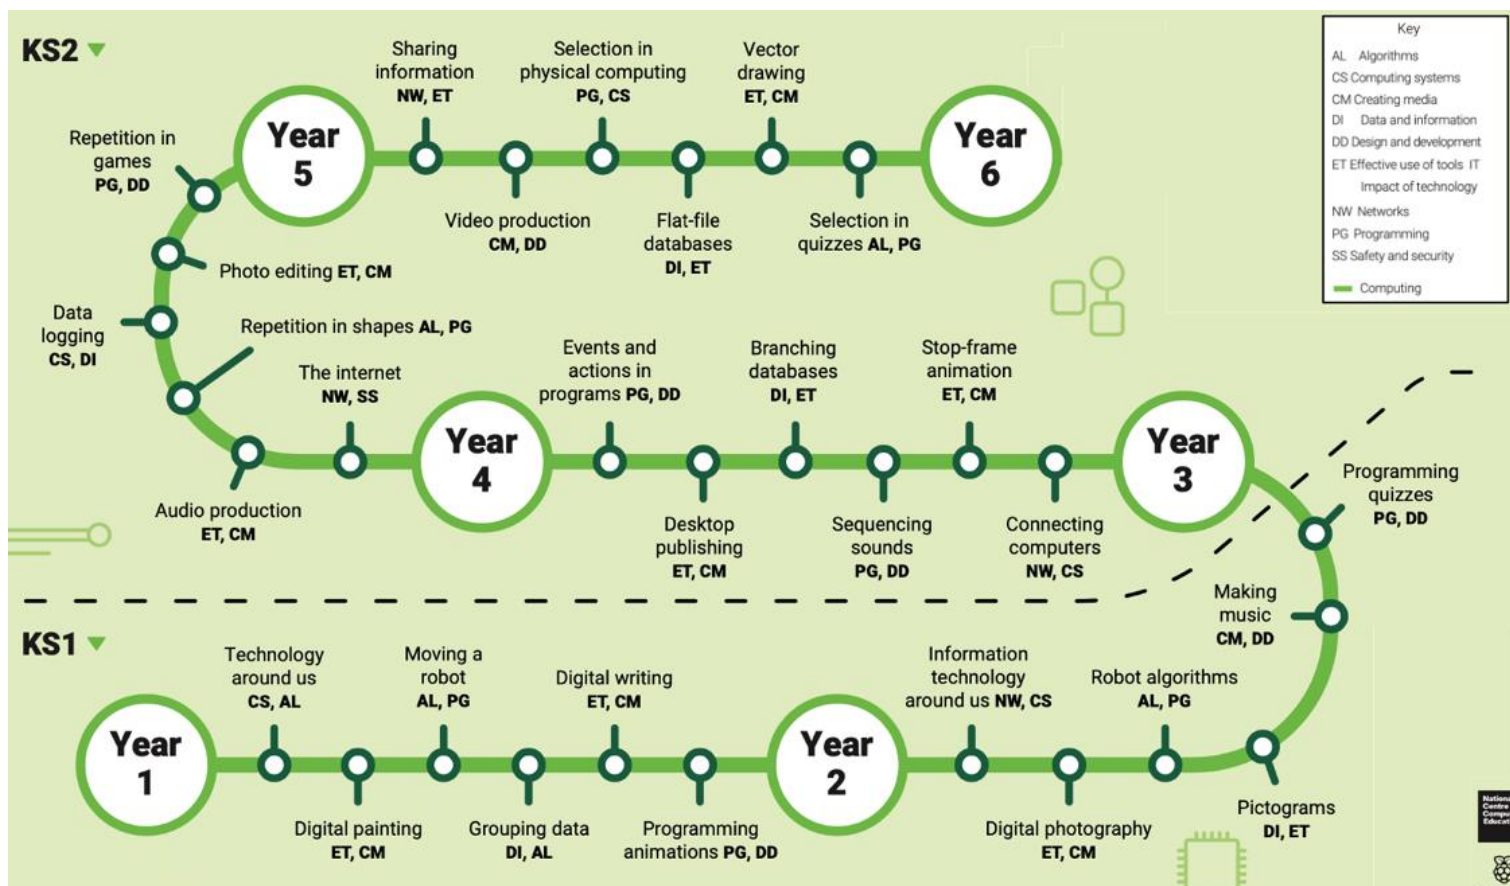 KS2
Sharing
information
NW, ET
Selection in
physical computing
PG, CS
Vector
drawing
ET, CM
Year
5
Year
6
Repetition in
games
PG, DD
Video production
CM, DD
Flat-file
databases
DI, ET
Selection in
quizzes AL, PG
Photo editing ET, CM
Data
logging
CS, DI
Repetition in shapes AL, PG
The internet
NW, SS
Audio production
ET, CM
Year
4
Events and
actions in
programs PG, DD
Branching
databases
DI, ET
Stop-frame
animation
ET, CM
Desktop
publishing
ET, CM
Sequencing
sounds
PG, DD
Connecting
computers
NW, CS
Year
3
Programming
quizzes
PG, DD
Making
music
CM, DD
KS1
Technology
around us
CS, AL
Moving a
robot
AL, PG
Digital writing
ET, CM
Information
technology
around us NW, CS
Robot algorithms
AL, PG
Year
1
Year
2
Digital painting
ET, CM
Grouping data
DI, AL
Programming
animations PG, DD
Digital photography
ET, CM
Pictograms
DI, ET
Key
AL Algorithms
CS Computing systems
CM Creating media
DI Data and information
DD Design and development
ET Effective use of tools IT
Impact of technology
NW Networks
PG Programming
SS Safety and security
Computing